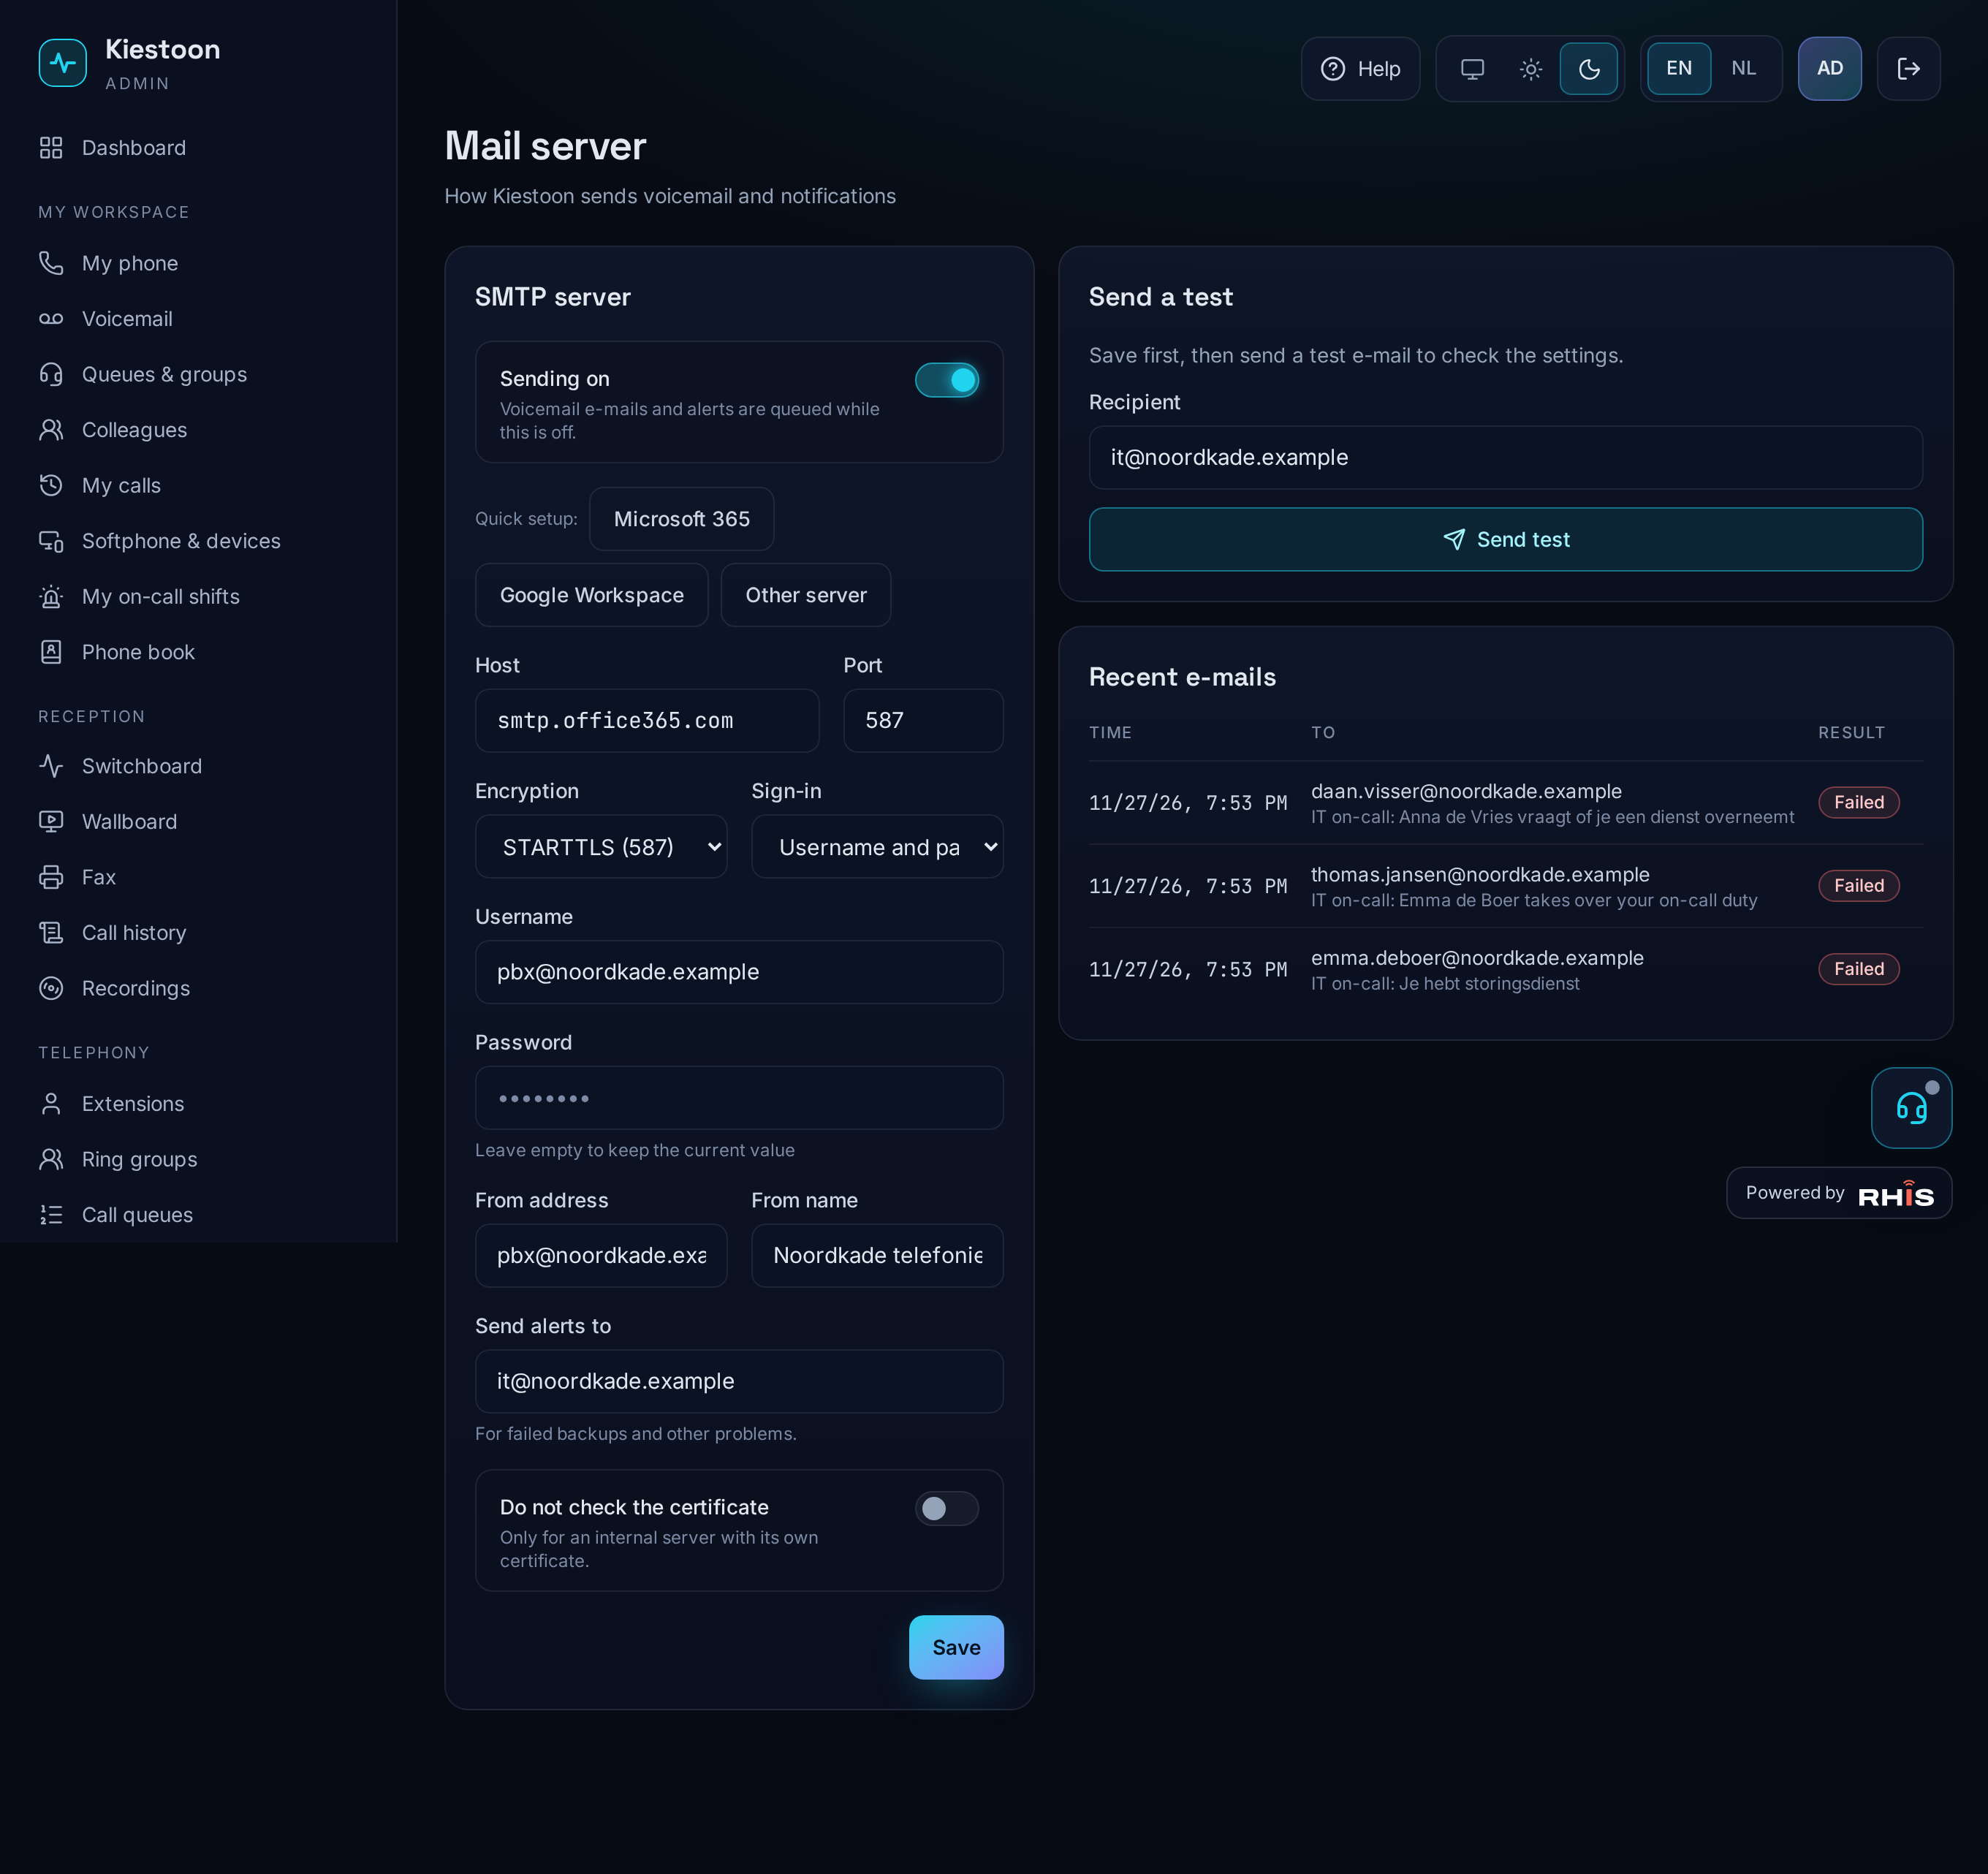 Kiestoon
ADMIN
Dashboard
MY WORKSPACE
My phone
Voicemail
Queues & groups
Colleagues
My calls
Softphone & devices
My on-call shifts
Phone book
RECEPTION
Switchboard
Wallboard
Fax
Call history
Recordings
TELEPHONY
Extensions
Ring groups
Call queues
Help
EN
NL
AD
Mail server
How Kiestoon sends voicemail and notifications
SMTP server
Sending on
Voicemail e-mails and alerts are queued while
this is off.
Quick setup:
Microsoft 365
Google Workspace
Other server
Host
Port
smtp.office365.com
587
Encryption
Sign-in
STARTTLS (587)
Username and pa
Username
pbx@noordkade.example
Password
Leave empty to keep the current value
From address
From name
pbx@noordkade.exa
Noordkade telefonie
Send alerts to
it@noordkade.example
For failed backups and other problems.
Do not check the certificate
Only for an internal server with its own
certificate.
Save
Send a test
Save first, then send a test e-mail to check the settings.
Recipient
it@noordkade.example
Send test
Recent e-mails
TIME
TO
RESULT
11/27/26, 7:53 PM
daan.visser@noordkade.example
IT on-call: Anna de Vries vraagt of je een dienst overneemt
Failed
11/27/26, 7:53 PM
thomas.jansen@noordkade.example
IT on-call: Emma de Boer takes over your on-call duty
Failed
11/27/26, 7:53 PM
emma.deboer@noordkade.example
IT on-call: Je hebt storingsdienst
Failed
Powered by RHIS